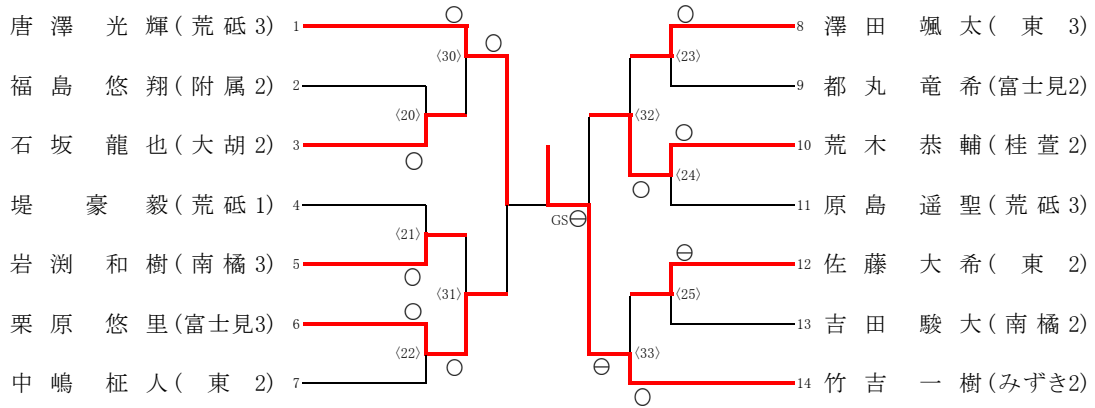 唐澤 光輝(荒砥3) 1
福島 悠翔(附属2) 2
石坂 龍也(大胡2) 3
堤 豪毅(荒砥1) 4
岩渕 和樹(南橘3) 5
栗原 悠里(富士見3) 6
中嶋 柾人(東 2) 7
〈20〉
〈21〉
〈22〉
〈30〉
〈31〉
GS
〈32〉
〈33〉
〈23〉
〈24〉
〈25〉
8 澤田 颯太(東 3)
9 都丸 竜希(富士見2)
10 荒木 恭輔(桂萱2)
11 原島 遥聖(荒砥3)
12 佐藤 大希(東 2)
13 吉田 駿大(南橘2)
14 竹吉 一樹(みずき2)